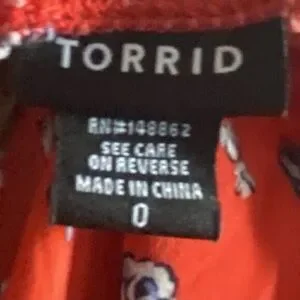 TORRID
RN#148862
SEE CARE
ON REVERSE
MADE IN CHINA
0